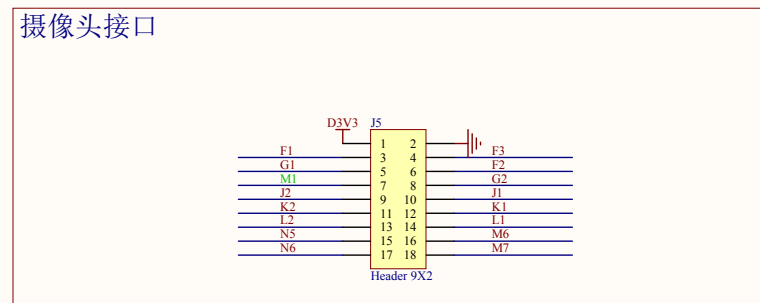 摄像头接口
D3V3 J5
1 2
F1 3 4 F3
G1 5 6 F2
M1 7 8 G2
J2 9 10 J1
K2 11 12 K1
L2 13 14 L1
N5 15 16 M6
N6 17 18 M7
Header 9X2